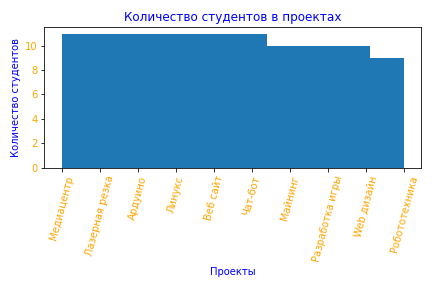 Количество студентов в проектах
Количество студентов
10
8
6
4
2
0
Медиацентр
Лазерная резка
Ардуино
Линукс
Веб сайт
Чат-бот
Майнинг
Разработка игры
Web дизайн
Робототехника
Проекты